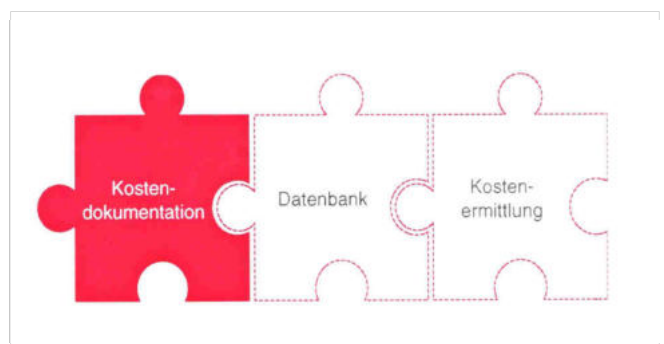 Kosten-
dokumentation
Datenbank
Kosten-
ermittlung